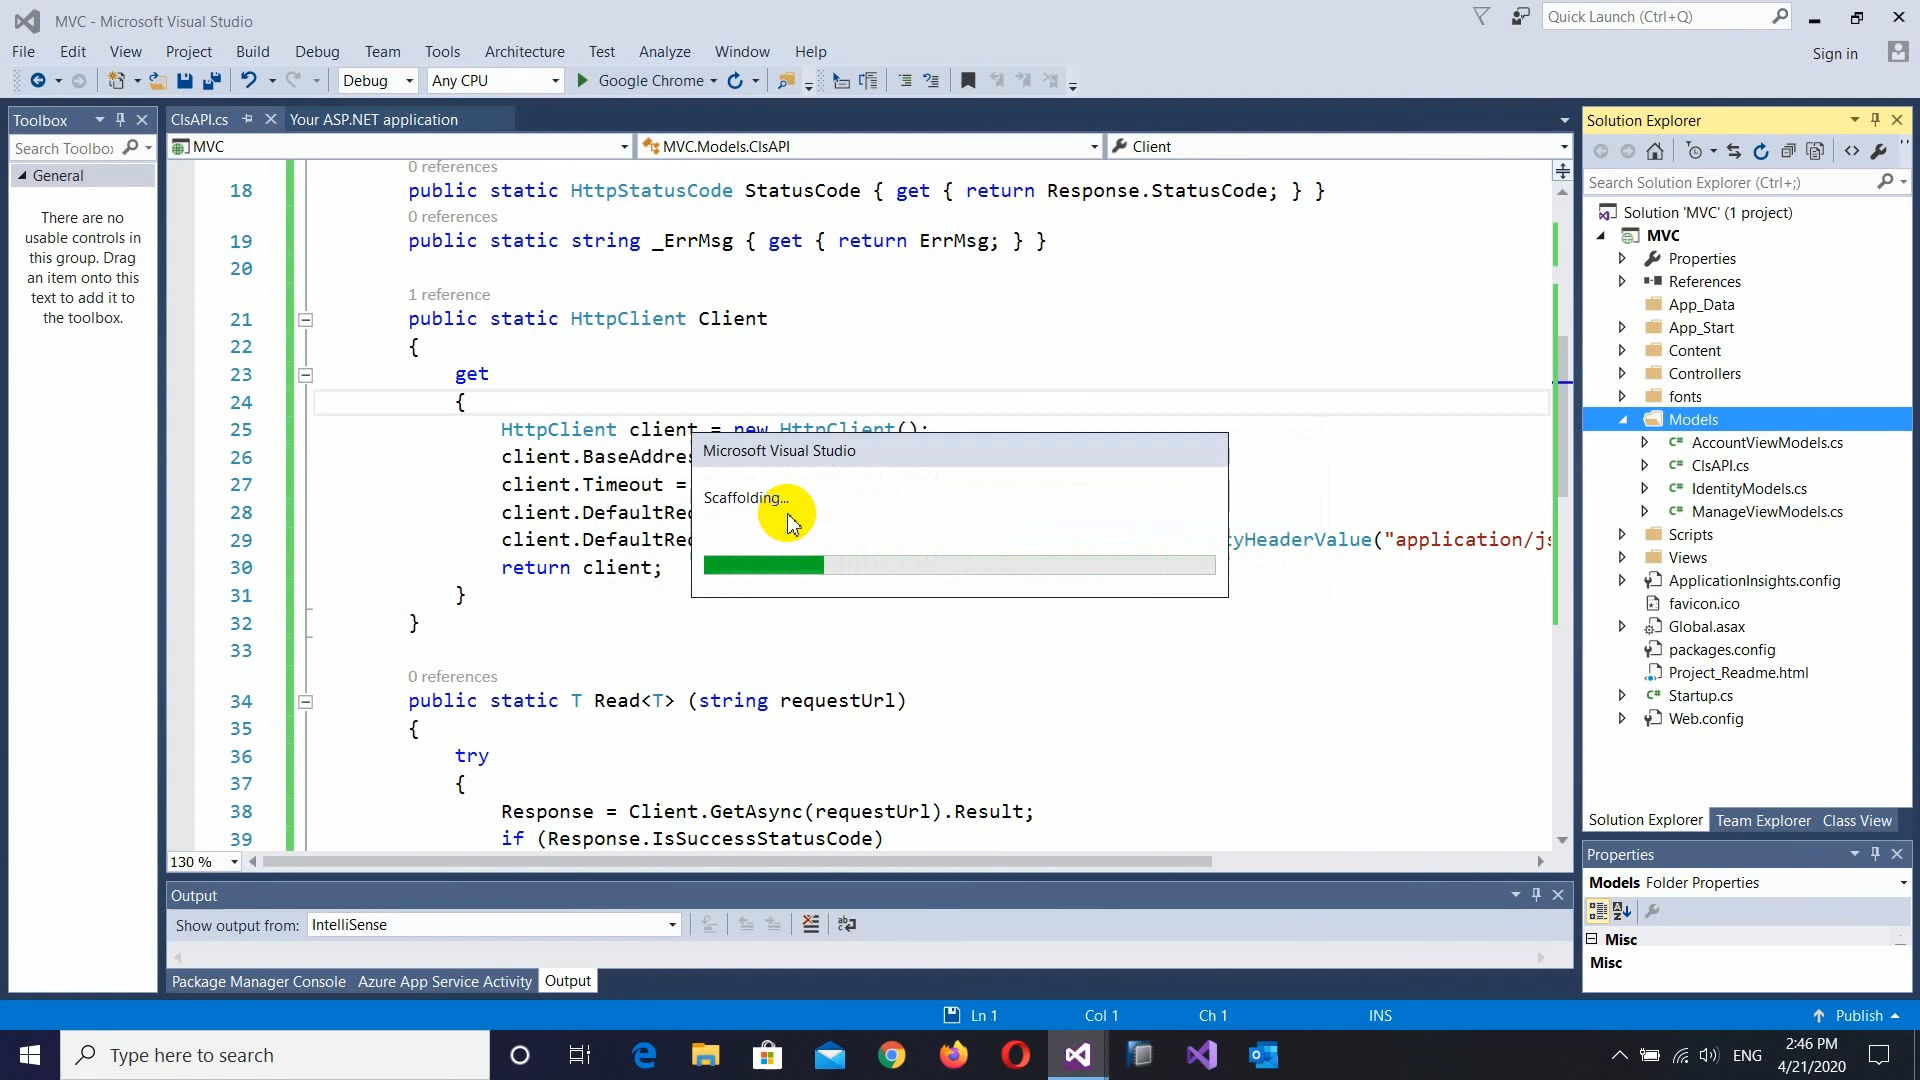 MVC - Microsoft Visual Studio
Quick Launch (Ctrl+Q)
File Edit View Project Build Debug Team Tools Architecture Test Analyze Window Help
Sign in
Debug Any CPU Google Chrome
Toolbox
Search Toolbox
General
There are no
usable controls in
this group. Drag
an item onto this
text to add it to
the toolbox.
ClsAPI.cs Your ASP.NET application
MVC MVC.Models.ClsAPI Client
0 references
18 public static HttpStatusCode StatusCode { get { return Response.StatusCode; } }
0 references
19 public static string _ErrMsg { get { return ErrMsg; } }
20
1 reference
21 public static HttpClient Client
22 {
23 get
24 {
25 HttpClient client = new HttpClient();
26 client.BaseAddres
27 client.Timeout =
28 client.DefaultRec
29 client.DefaultRec tyHeaderValue("application/js
30 return client;
31 }
32 }
33
0 references
34 public static T Read<T> (string requestUrl)
35 {
36 try
37 {
38 Response = Client.GetAsync(requestUrl).Result;
39 if (Response.IsSuccessStatusCode)
130 %
Microsoft Visual Studio
Scaffolding...
Output
Show output from: IntelliSense
Package Manager Console Azure App Service Activity Output
Solution Explorer
Search Solution Explorer (Ctrl+;)
Solution 'MVC' (1 project)
MVC
Properties
References
App_Data
App_Start
Content
Controllers
fonts
Models
C# AccountViewModels.cs
C# ClsAPI.cs
C# IdentityModels.cs
C# ManageViewModels.cs
Scripts
Views
ApplicationInsights.config
favicon.ico
Global.asax
packages.config
Project_Readme.html
C# Startup.cs
Web.config
Solution Explorer Team Explorer Class View
Properties
Models Folder Properties
Misc
Misc
Ln 1 Col 1 Ch 1 INS Publish
Type here to search
ENG
2:46 PM
4/21/2020